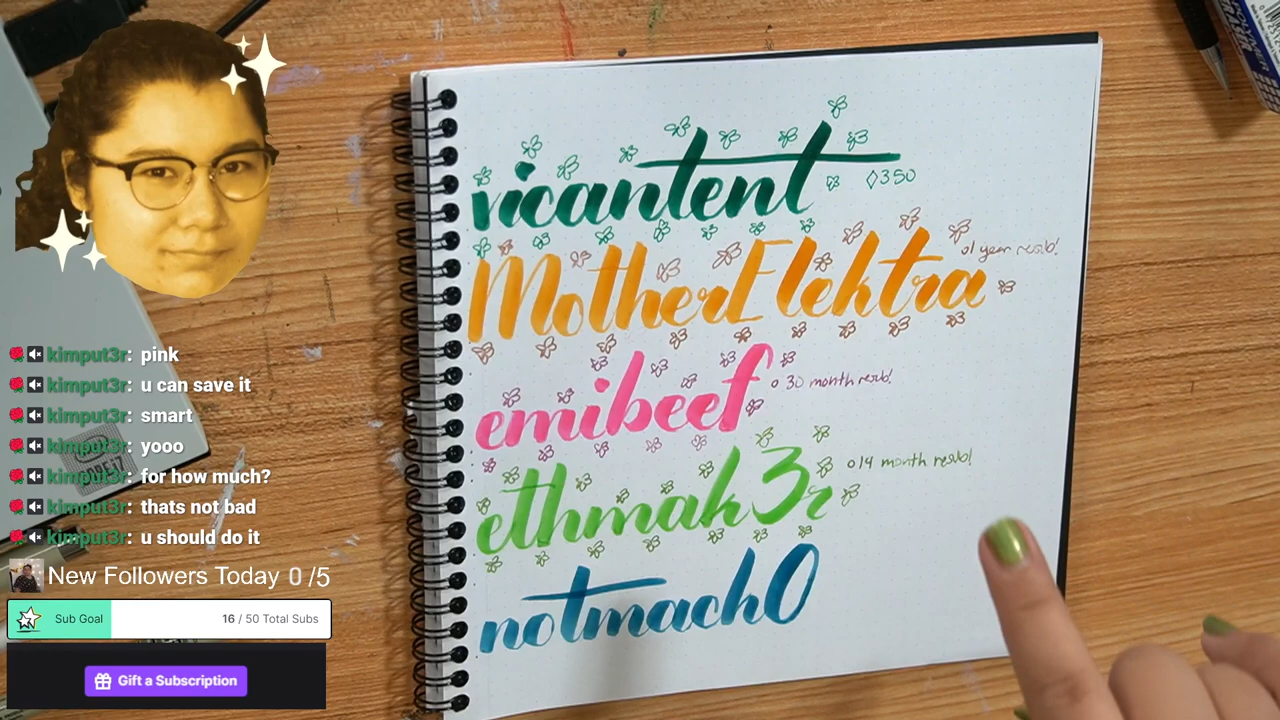 vicantent
◊350
MotherElektra
01 year resub!
emibeef
30 month resub!
ethmak3r
14 month resub!
notmach0
kimput3r: pink
kimput3r: u can save it
kimput3r: smart
kimput3r: yooo
kimput3r: for how much?
kimput3r: thats not bad
kimput3r: u should do it
New Followers Today 0 /5
Sub Goal 16 / 50 Total Subs
Gift a Subscription